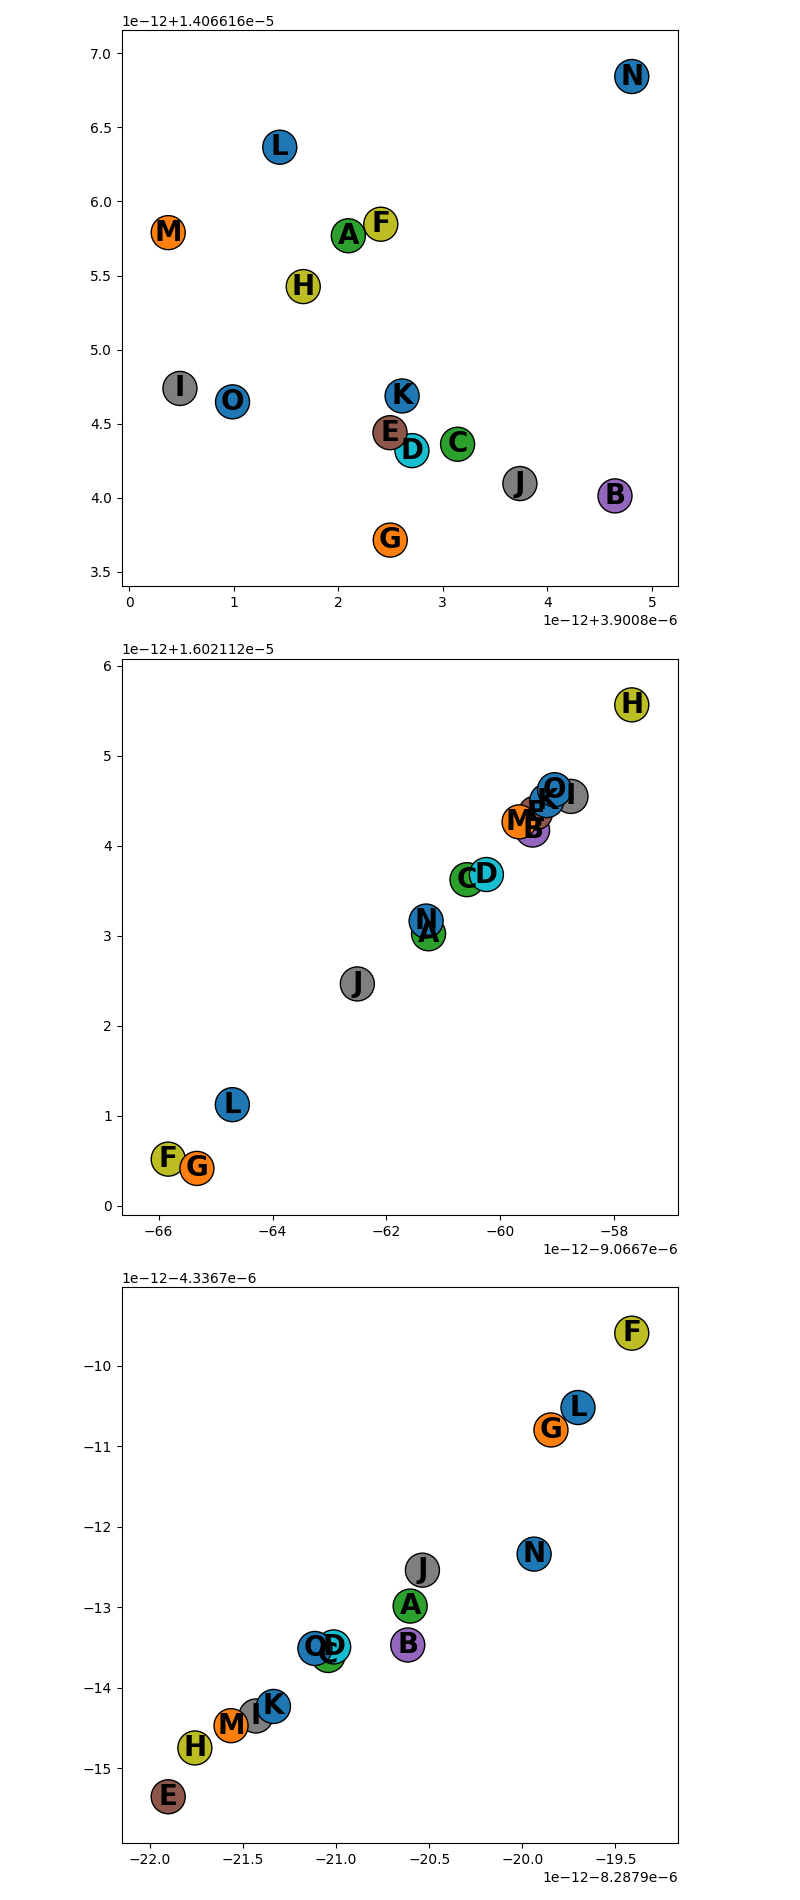 1e−12+1.406616e−5
7.0
N
6.5
L
6.0
M
A
F
5.5
H
5.0
I
O
K
4.5
E
D
C
4.0
J
B
G
3.5
0
1
2
3
4
5
1e−12+3.9008e−6
1e−12+1.602112e−5
6
H
5
O
I
K
E
M
B
4
C
D
N
A
3
J
2
1
L
F
G
0
−66
−64
−62
−60
−58
1e−12−9.0667e−6
1e−12−4.3367e−6
F
−10
L
G
−11
−12
N
J
−13
A
B
O
D
C
−14
K
I
M
H
−15
E
−22.0
−21.5
−21.0
−20.5
−20.0
−19.5
1e−12−8.2879e−6